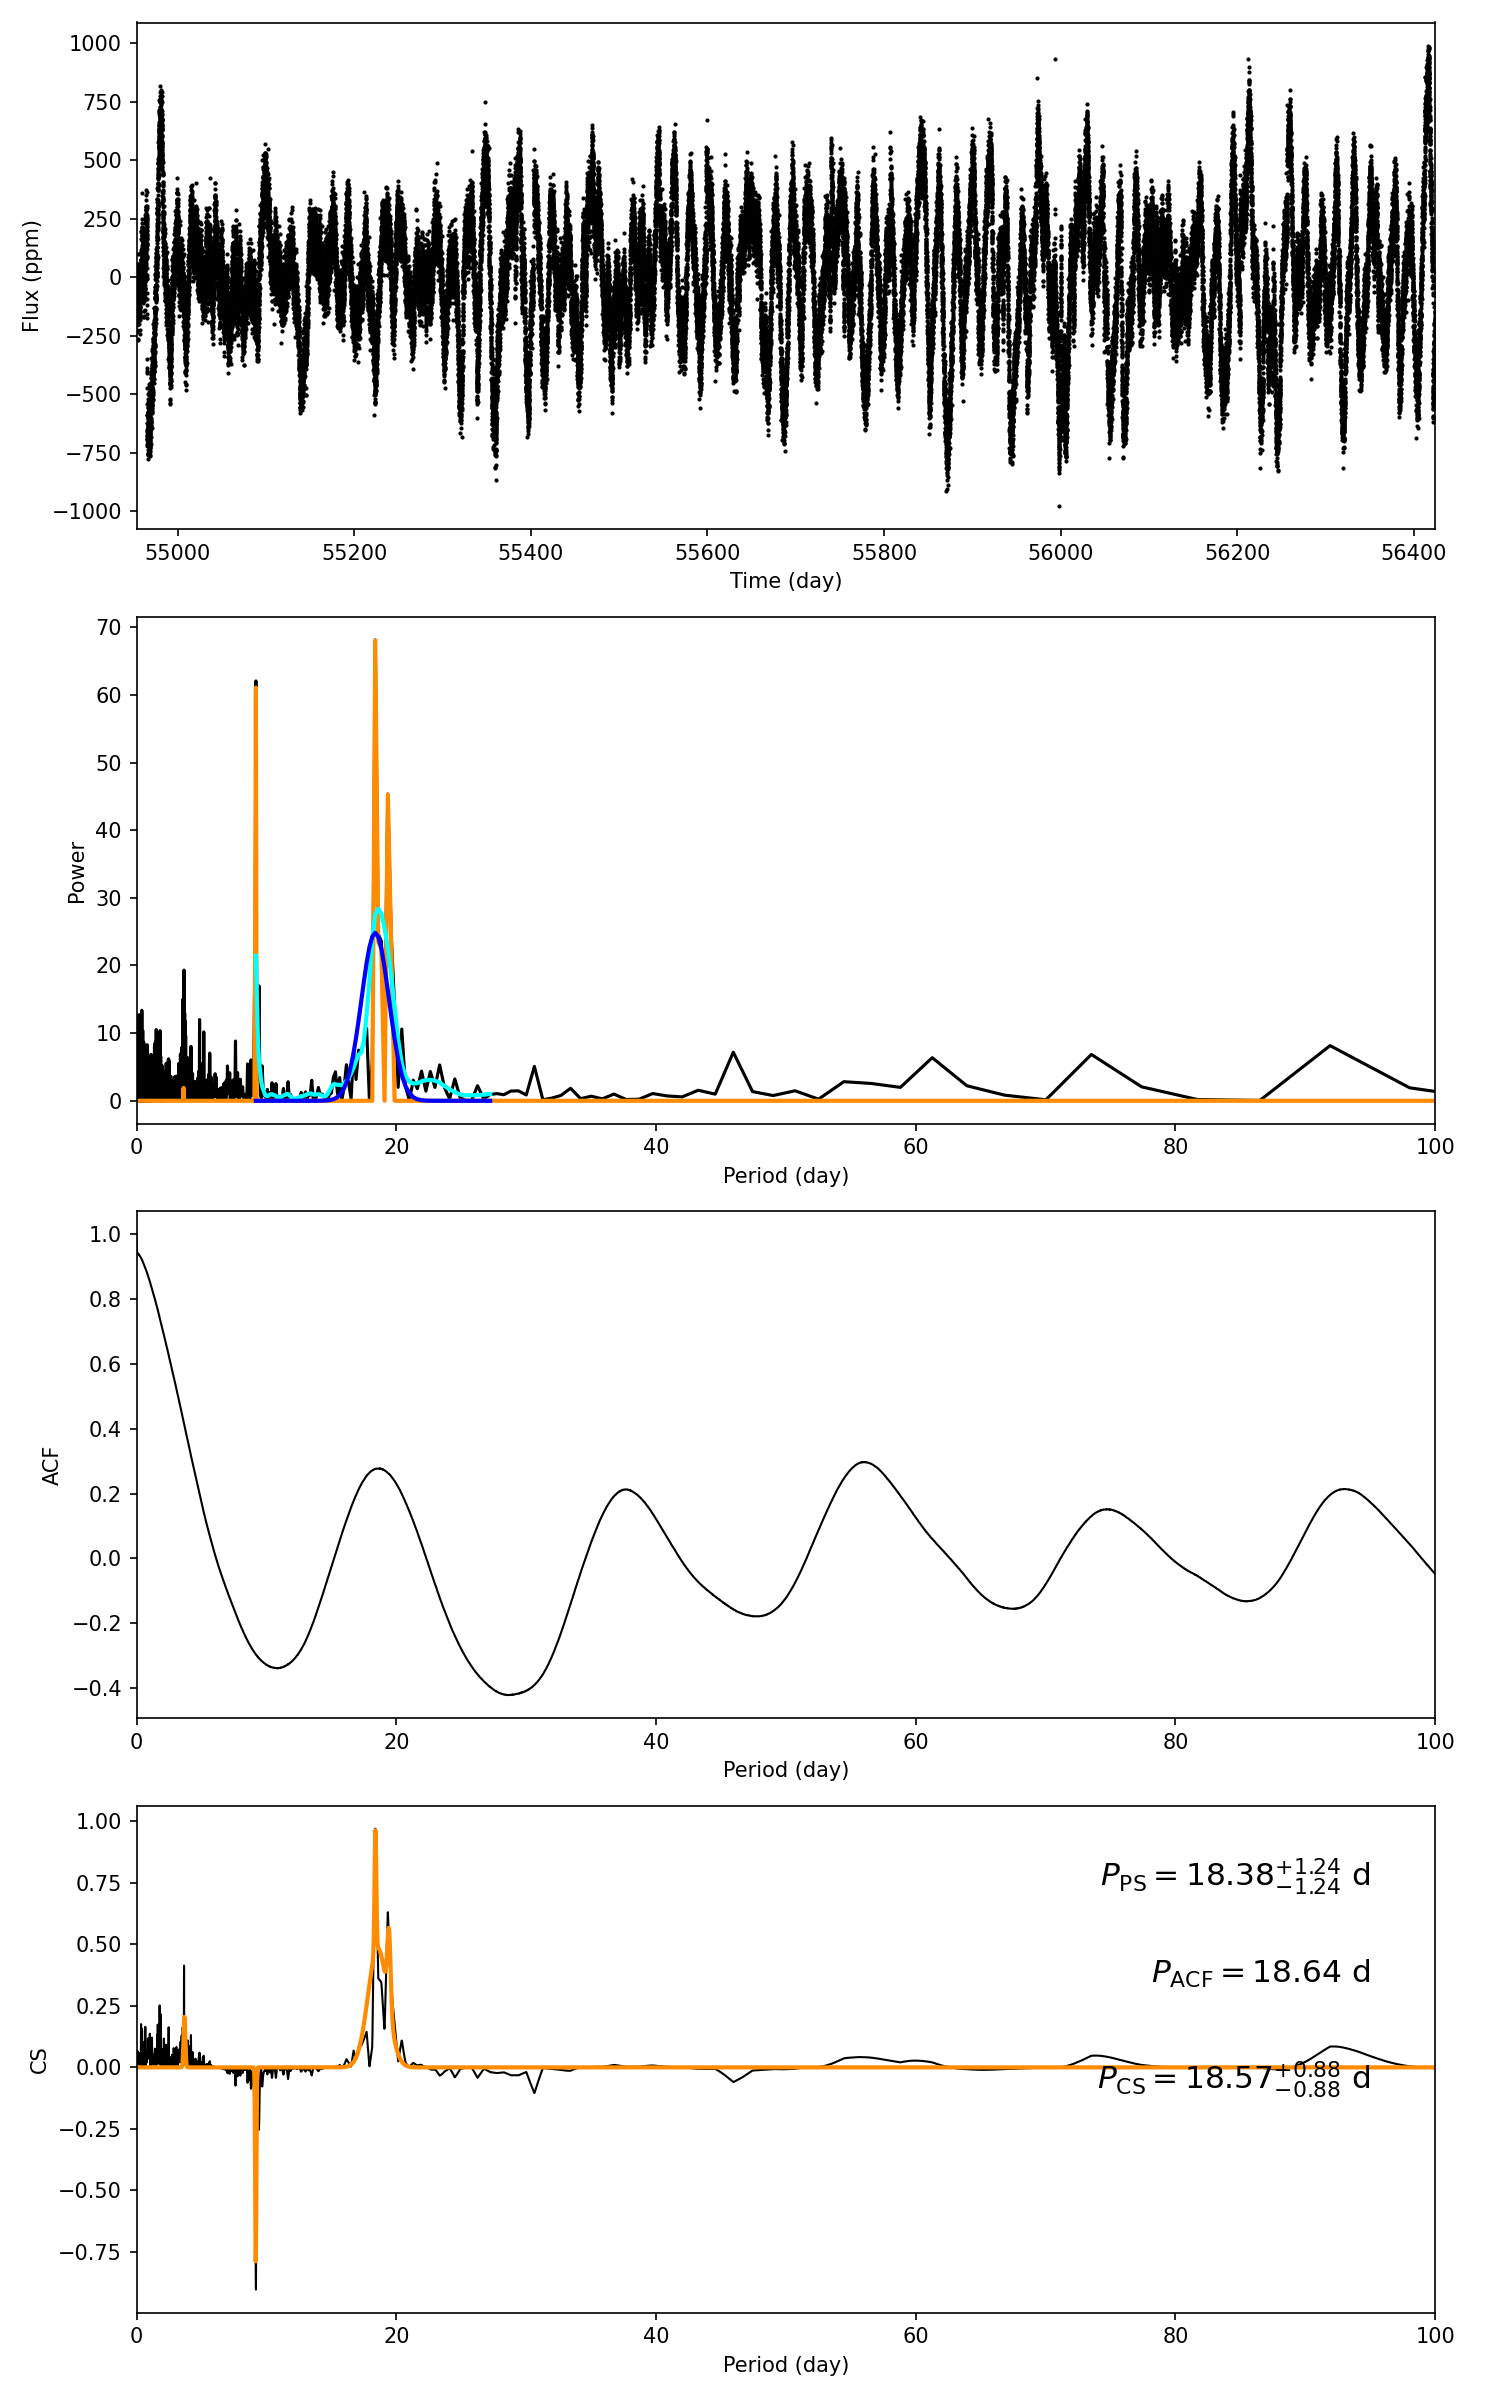 1000
750
500
250
0
−250
−500
−750
−1000
Flux (ppm)
55000 55200 55400 55600 55800 56000 56200 56400
Time (day)
70
60
50
40
30
20
10
0
Power
0 20 40 60 80 100
Period (day)
1.0
0.8
0.6
0.4
0.2
0.0
−0.2
−0.4
ACF
0 20 40 60 80 100
Period (day)
1.00
0.75
0.50
0.25
0.00
−0.25
−0.50
−0.75
CS
P_PS = 18.38 +1.24 −1.24 d
P_ACF = 18.64 d
P_CS = 18.57 +0.88 −0.88 d
0 20 40 60 80 100
Period (day)